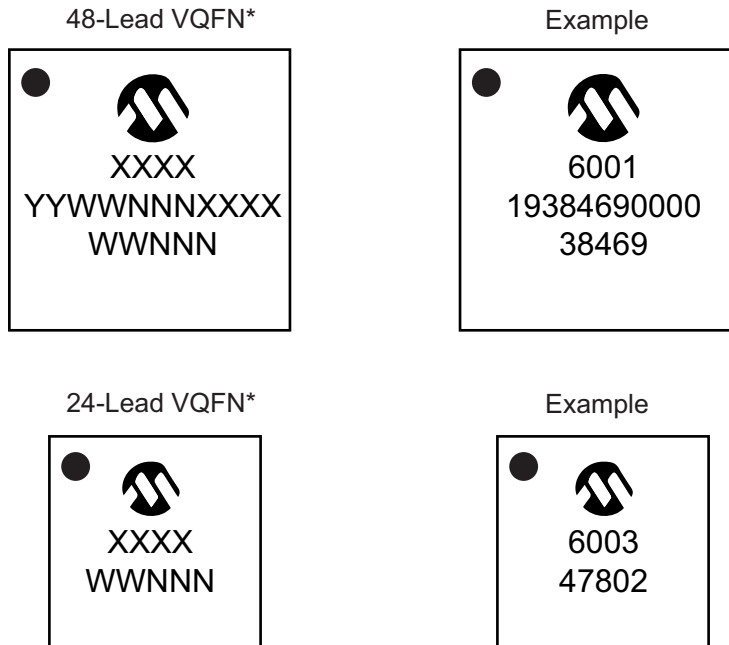 48-Lead VQFN*
Example
XXXX
YYWWNNNXXXX
WWNNN
6001
19384690000
38469
24-Lead VQFN*
Example
XXXX
WWNNN
6003
47802